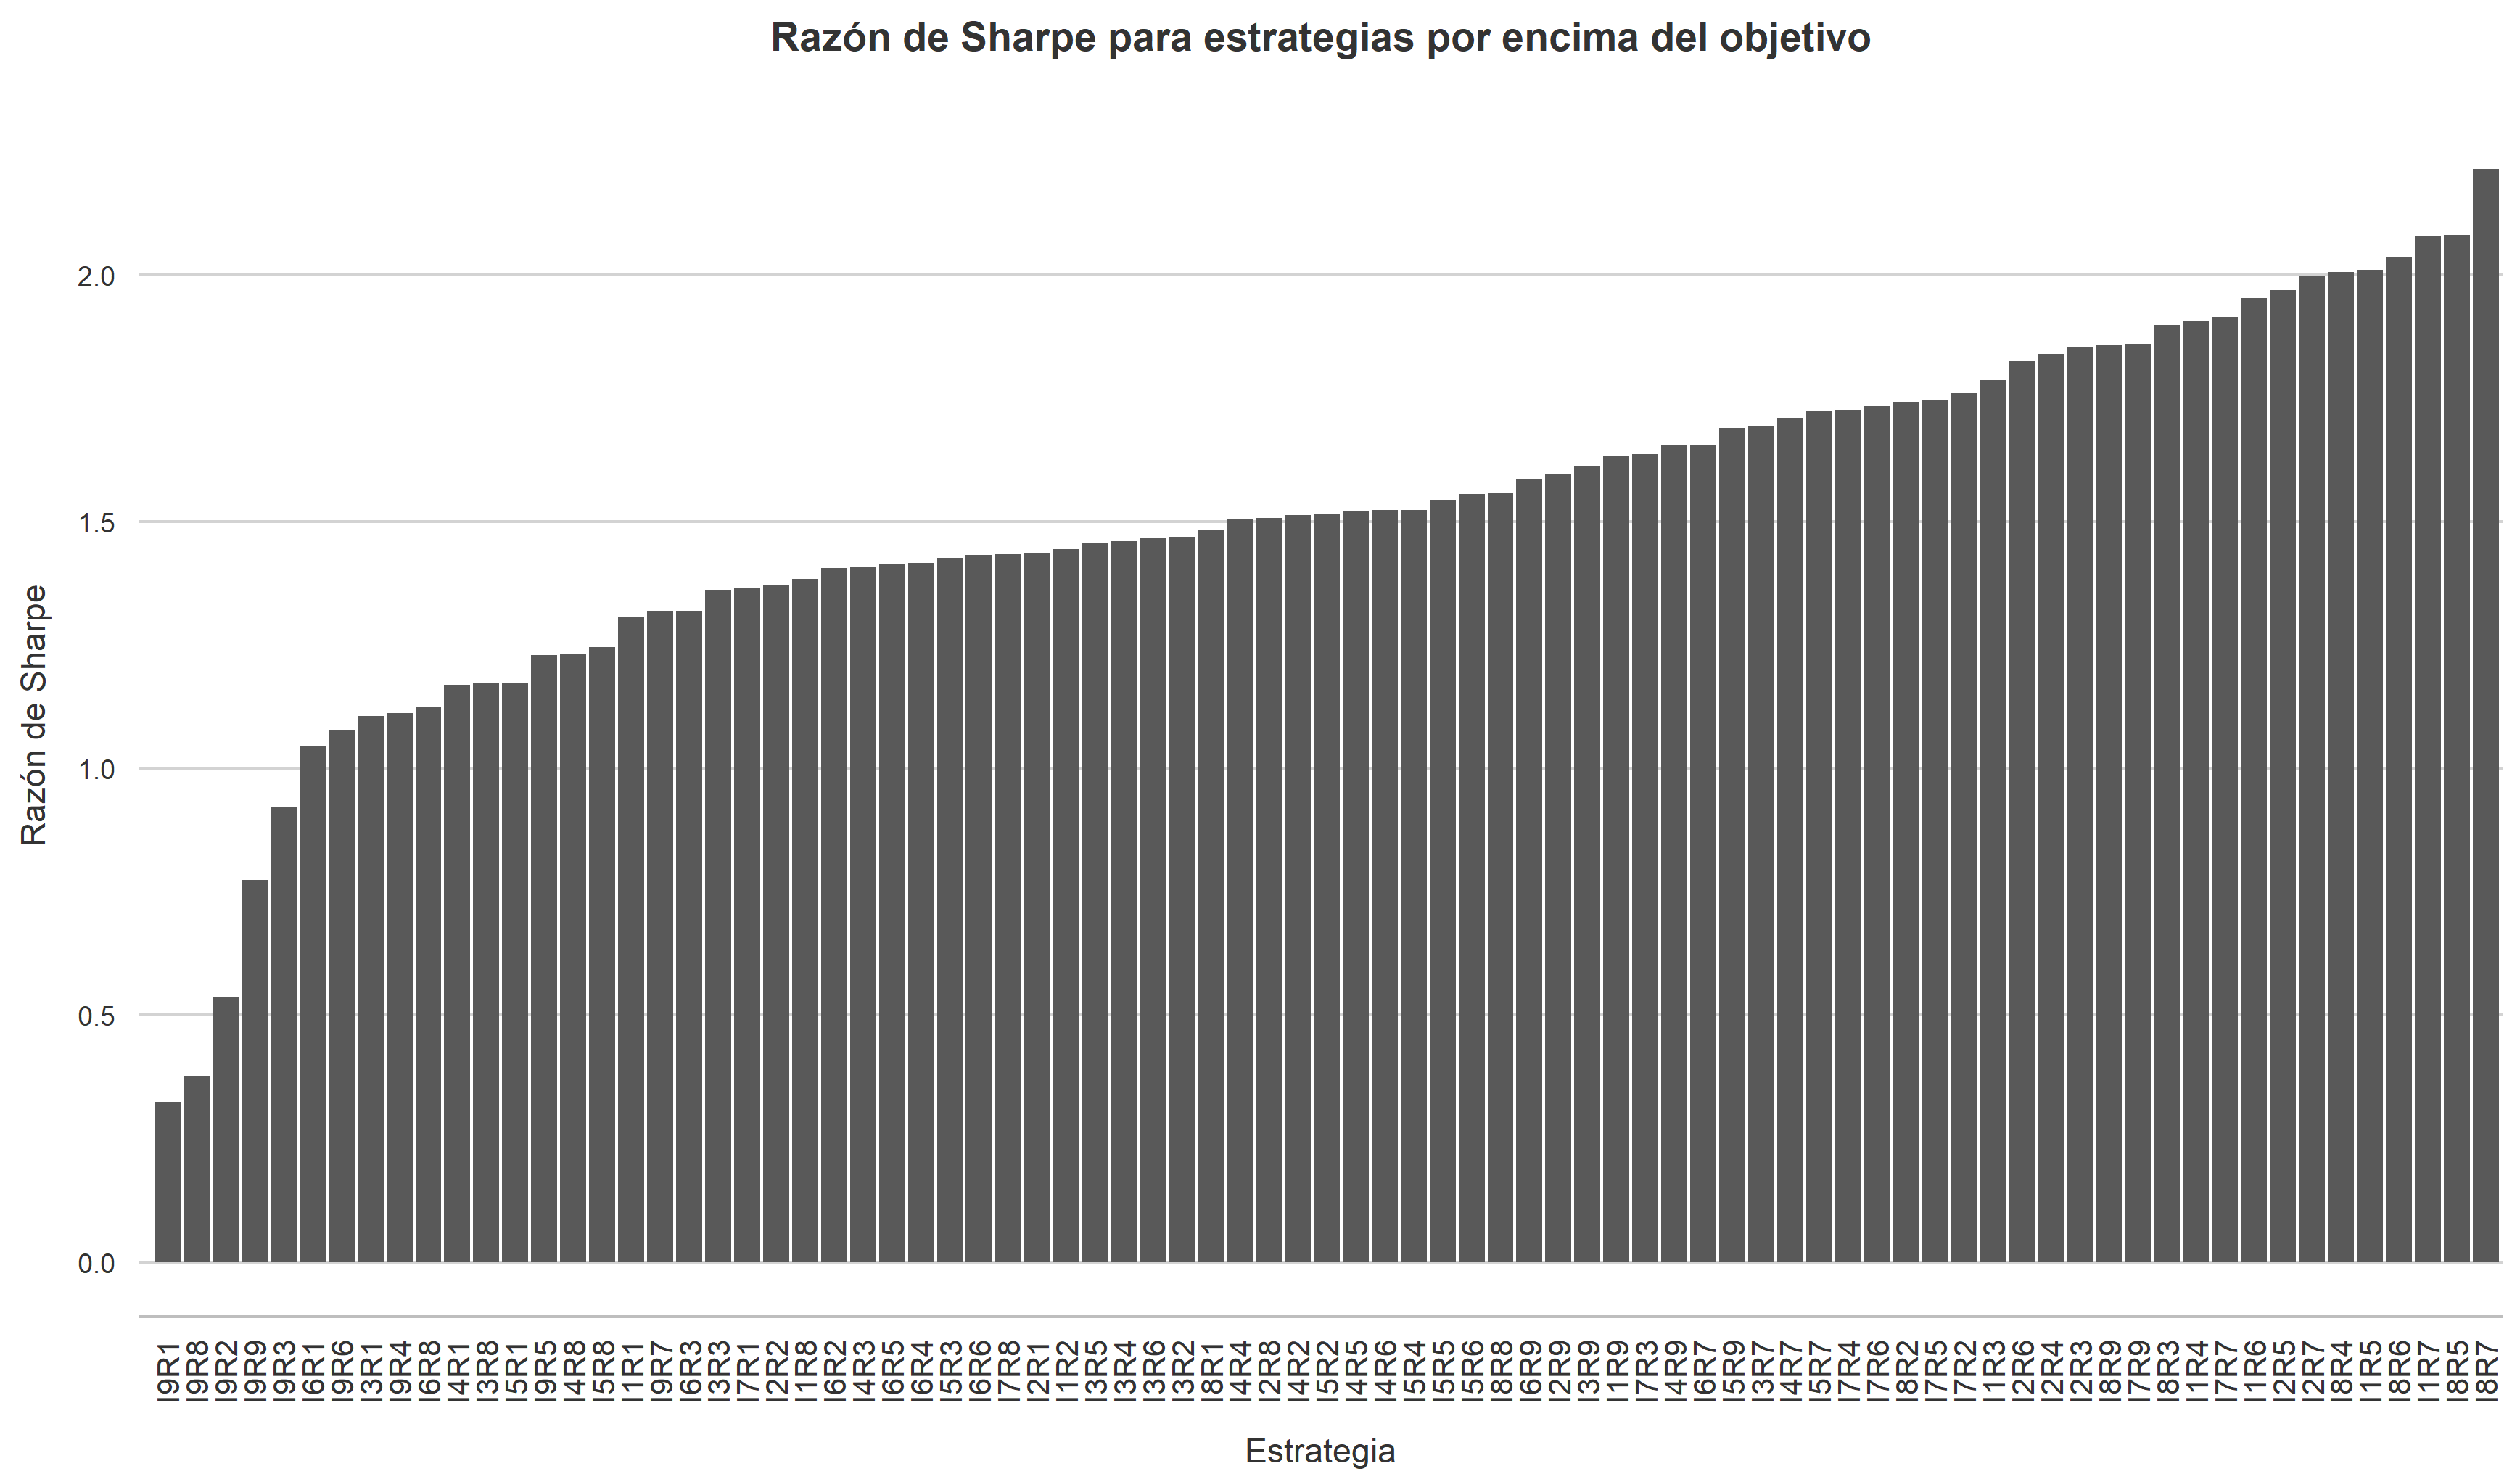 Razón de Sharpe para estrategias por encima del objetivo
Razón de Sharpe
2.0
1.5
1.0
0.5
0.0
I9R1 I9R8 I9R2 I9R9 I9R3 I6R1 I9R6 I3R1 I9R4 I6R8 I4R1 I3R8 I5R1 I9R5 I4R8 I5R8 I1R1 I9R7 I6R3 I3R3 I7R1 I2R2 I1R8 I6R2 I4R3 I6R5 I6R4 I5R3 I6R6 I7R8 I2R1 I1R2 I3R5 I3R4 I3R6 I3R2 I8R1 I4R4 I2R8 I4R2 I5R2 I4R5 I4R6 I5R4 I5R5 I5R6 I8R8 I6R9 I2R9 I3R9 I1R9 I7R3 I4R9 I6R7 I5R9 I3R7 I4R7 I5R7 I7R4 I7R6 I8R2 I7R5 I7R2 I1R3 I2R6 I2R4 I2R3 I8R9 I7R9 I8R3 I1R4 I7R7 I1R6 I2R5 I2R7 I8R4 I1R5 I8R6 I1R7 I8R5 I8R7
Estrategia